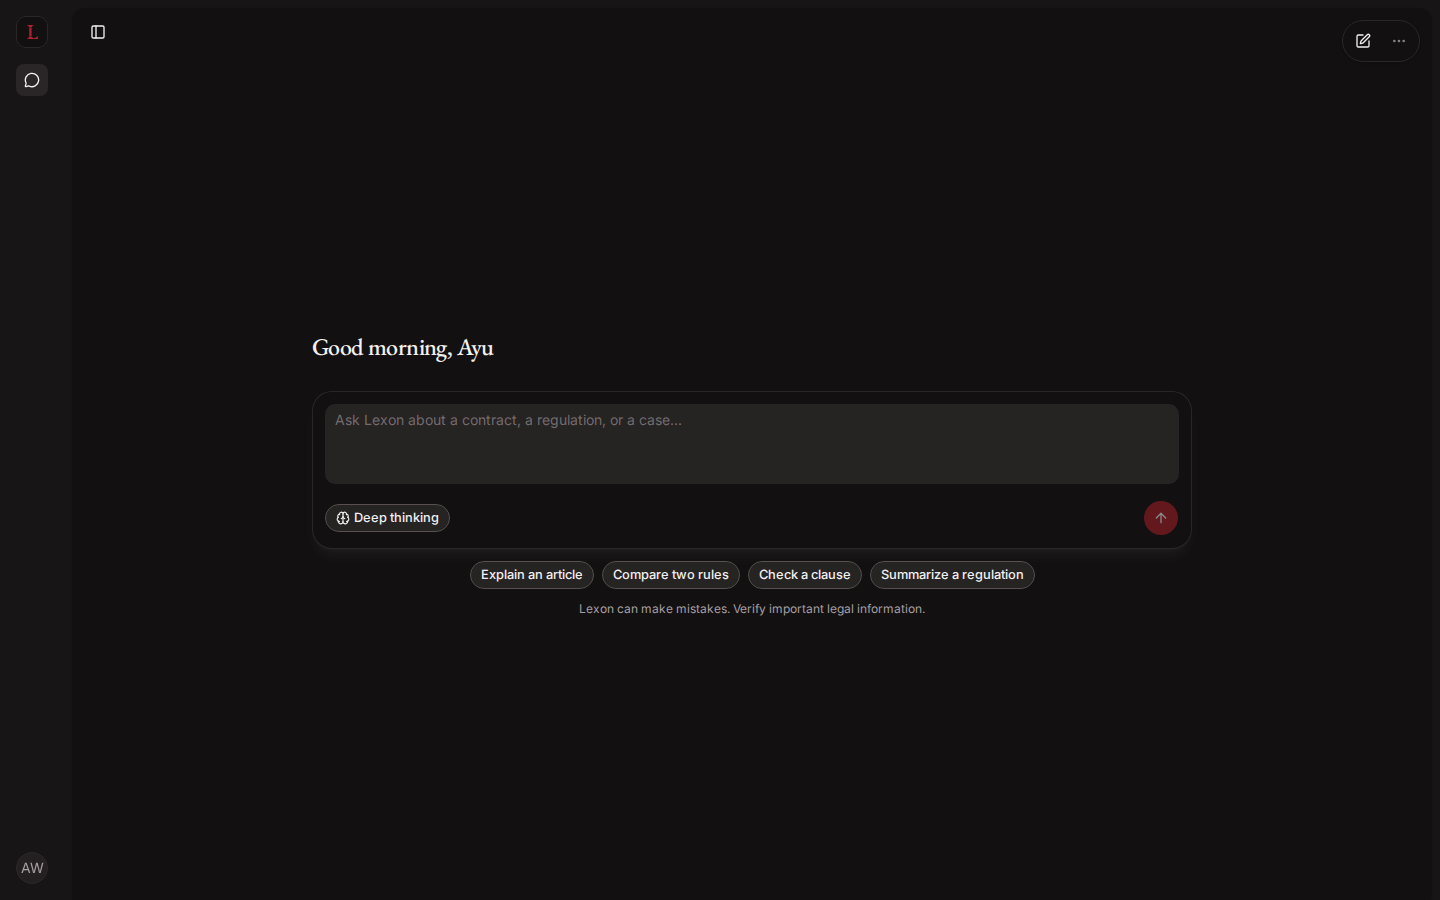 L
Good morning, Ayu
Ask Lexon about a contract, a regulation, or a case...
Deep thinking
Explain an article
Compare two rules
Check a clause
Summarize a regulation
Lexon can make mistakes. Verify important legal information.
AW